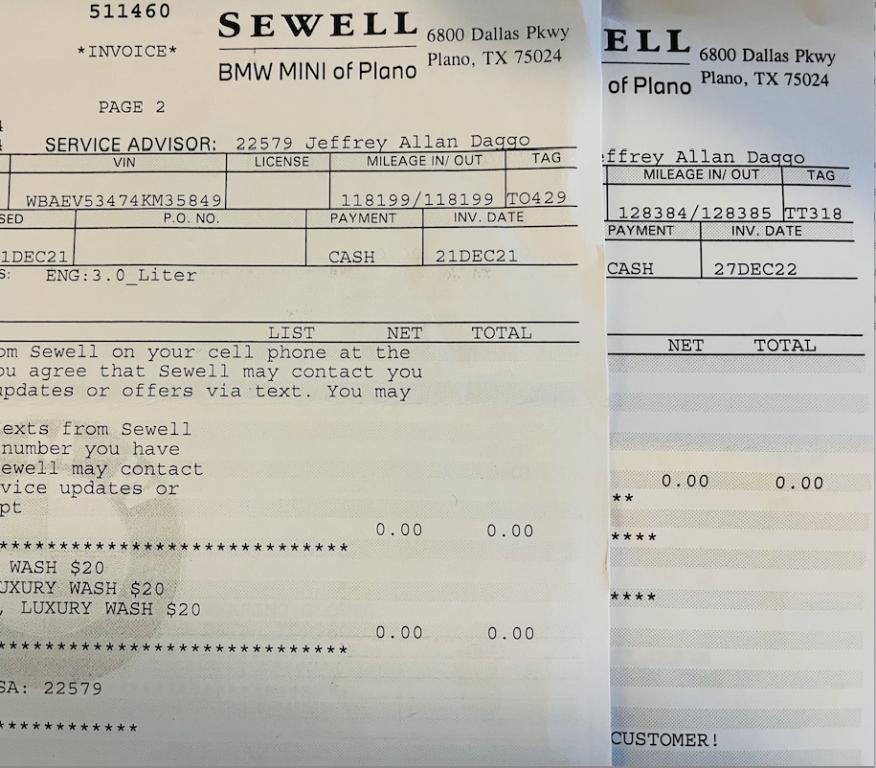 511460
*INVOICE*
PAGE 2
SEWELL
BMW MINI of Plano
6800 Dallas Pkwy
Plano, TX 75024
SERVICE ADVISOR: 22579 Jeffrey Allan Daggo
VIN LICENSE MILEAGE IN/ OUT TAG
WBAEV53474KM35849 118199/118199 TO429
SED P.O. NO. PAYMENT INV. DATE
1DEC21 CASH 21DEC21
S: ENG:3.0_Liter
LIST NET TOTAL
om Sewell on your cell phone at the
ou agree that Sewell may contact you
updates or offers via text. You may
exts from Sewell
number you have
ewell may contact
vice updates or
pt
0.00 0.00
***********************************
WASH $20
UXURY WASH $20
, LUXURY WASH $20
0.00 0.00
***********************************
SA: 22579
*************
ELL
of Plano
6800 Dallas Pkwy
Plano, TX 75024
effrey Allan Daggo
MILEAGE IN/ OUT TAG
128384/128385 TT318
PAYMENT INV. DATE
CASH 27DEC22
NET TOTAL
0.00 0.00
**
****
****
CUSTOMER!